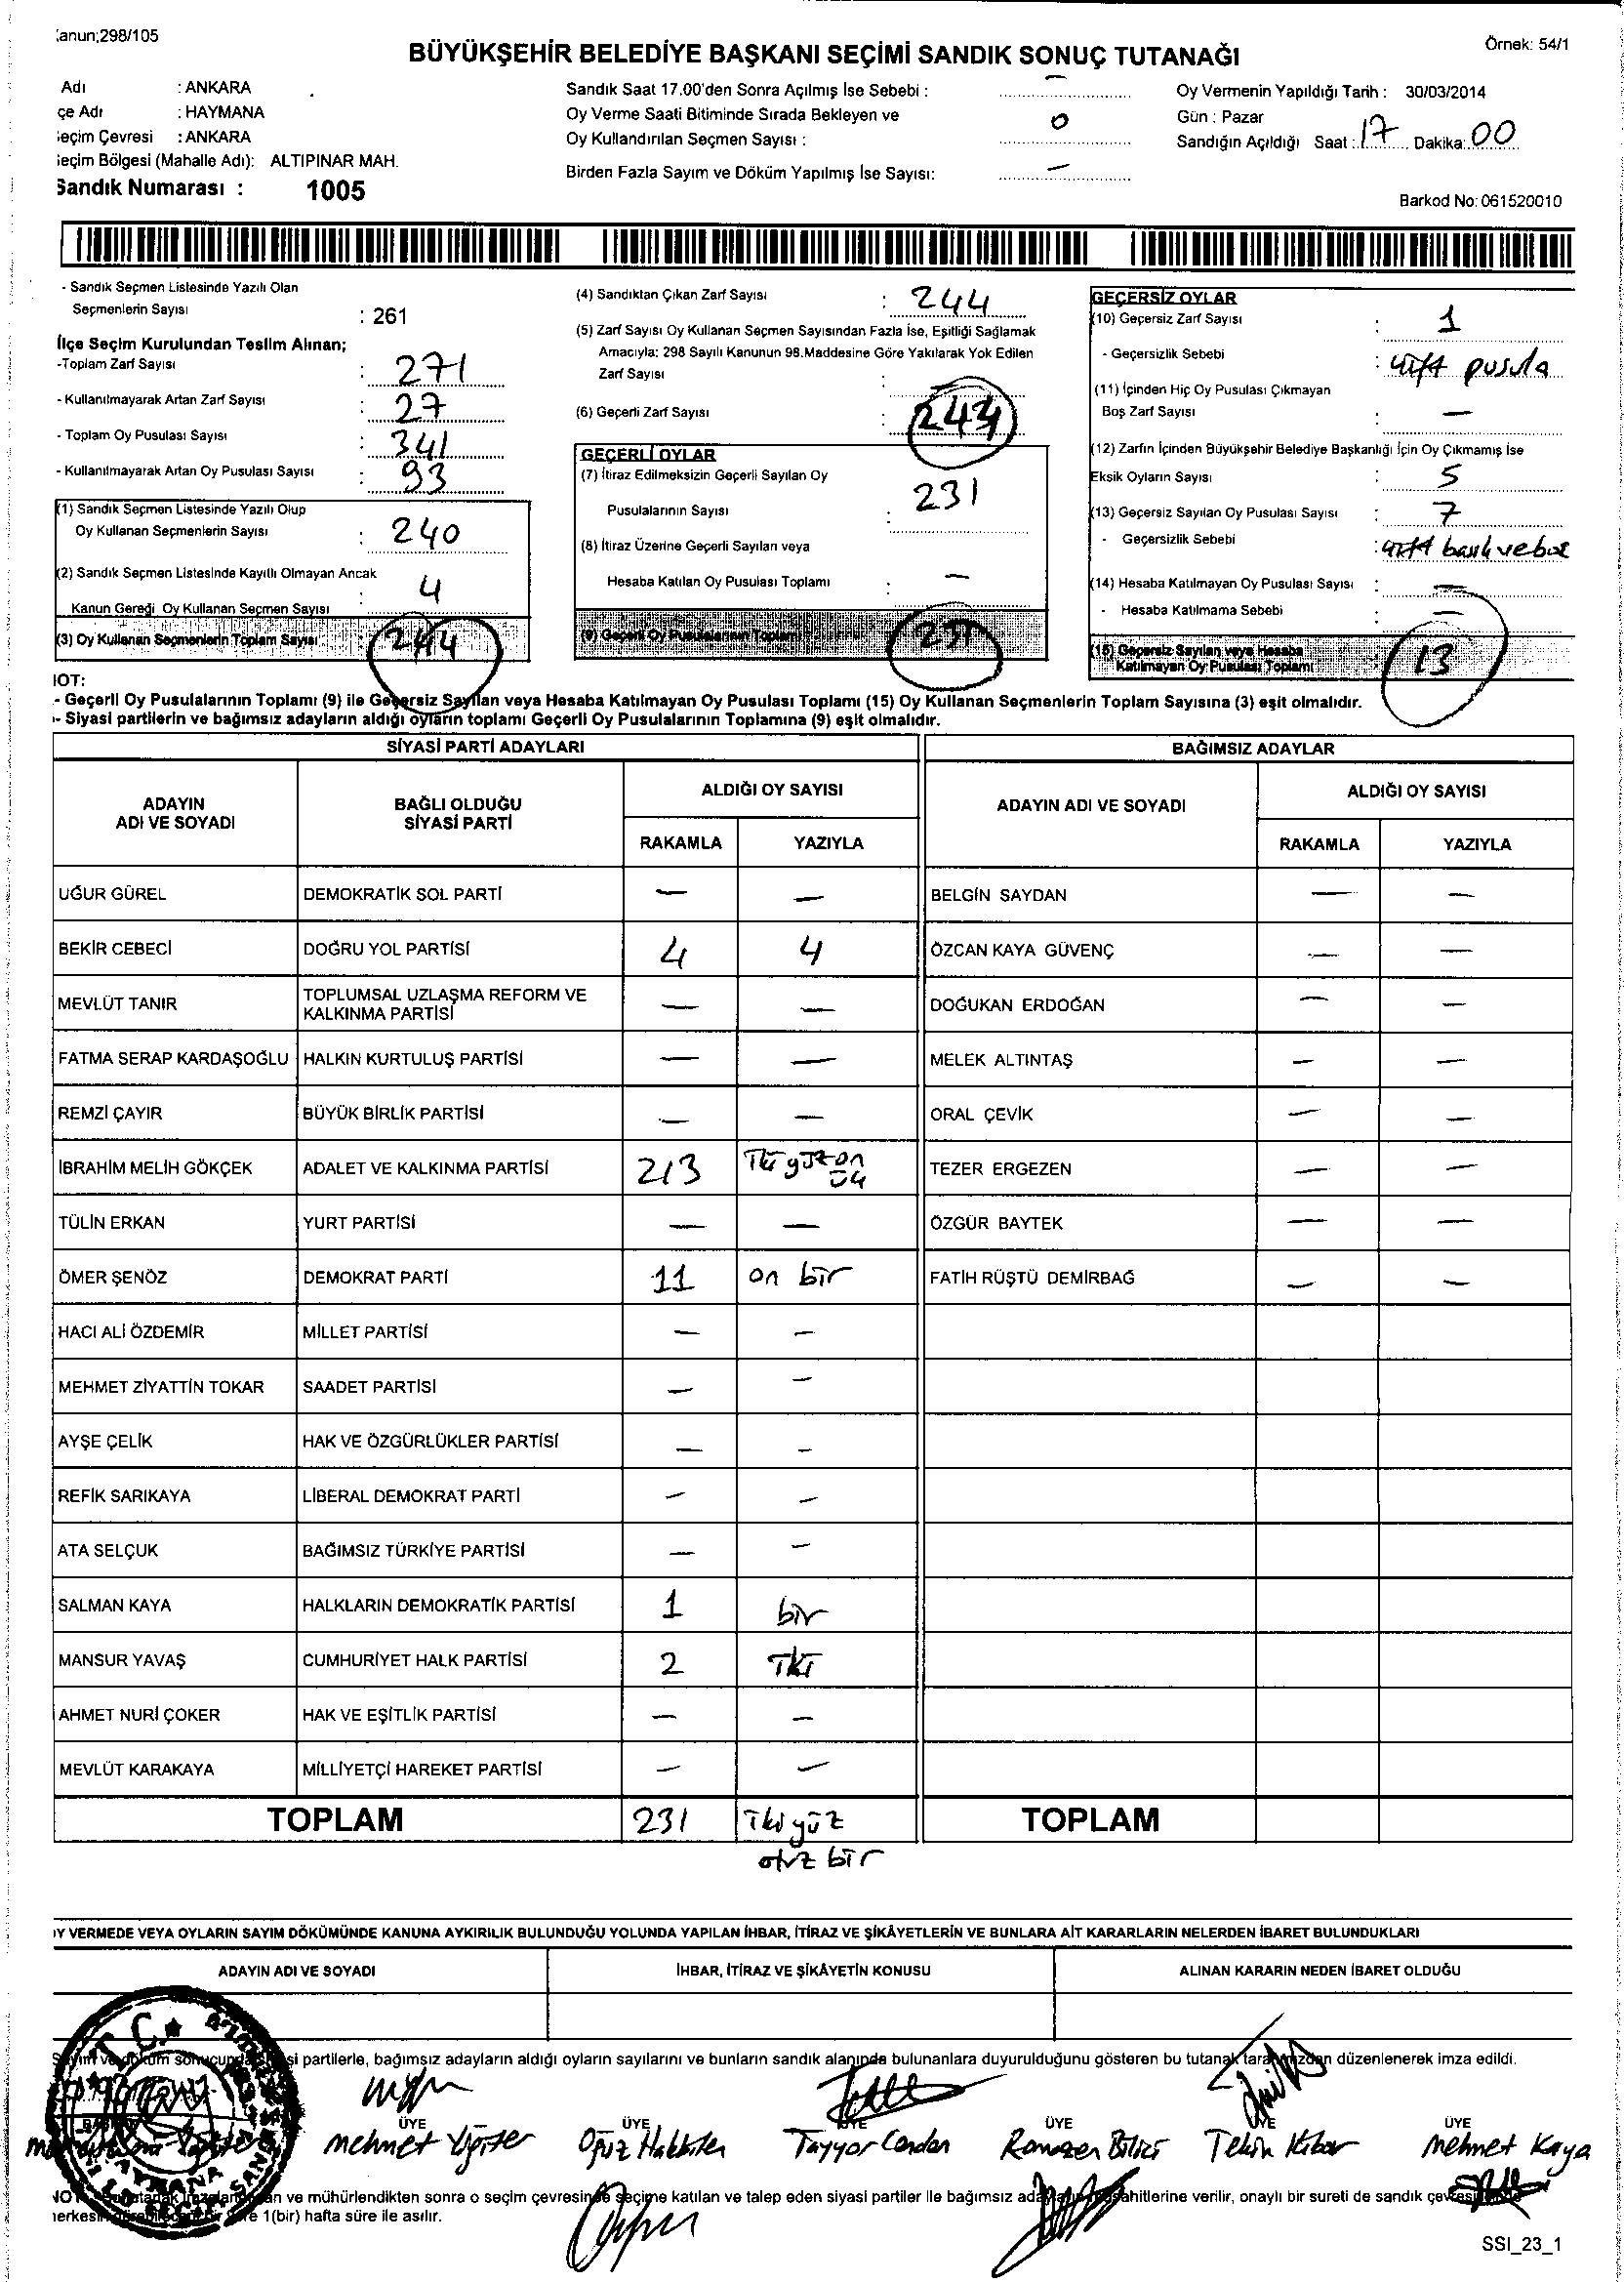 anun;298/105
Örnek: 54/1
BÜYÜKŞEHİR BELEDİYE BAŞKANI SEÇİMİ SANDIK SONUÇ TUTANAĞI
Adı : ANKARA
çe Adı : HAYMANA
eçim Çevresi : ANKARA
eçim Bölgesi (Mahalle Adı): ALTIPINAR MAH.
Sandık Numarası : 1005
Sandık Saat 17.00'den Sonra Açılmış İse Sebebi : —
Oy Verme Saati Bitiminde Sırada Bekleyen ve
Oy Kullandırılan Seçmen Sayısı : 0
Birden Fazla Sayım ve Döküm Yapılmış İse Sayısı: —
Oy Vermenin Yapıldığı Tarih : 30/03/2014
Gün : Pazar
Sandığın Açıldığı Saat : 17 Dakika: 00
Barkod No: 061520010
- Sandık Seçmen Listesinde Yazılı Olan
Seçmenlerin Sayısı : 261
İlçe Seçim Kurulundan Teslim Alınan;
-Toplam Zarf Sayısı : 271
- Kullanılmayarak Artan Zarf Sayısı : 27
- Toplam Oy Pusulası Sayısı : 341
- Kullanılmayarak Artan Oy Pusulası Sayısı : 93
(1) Sandık Seçmen Listesinde Yazılı Olup
Oy Kullanan Seçmenlerin Sayısı : 240
(2) Sandık Seçmen Listesinde Kayıtlı Olmayan Ancak
Kanun Gereği Oy Kullanan Seçmen Sayısı : 4
(3) Oy Kullanan Seçmenlerin Toplam Sayısı : 244
(4) Sandıktan Çıkan Zarf Sayısı : 244
(5) Zarf Sayısı Oy Kullanan Seçmen Sayısından Fazla İse, Eşitliği Sağlamak
Amacıyla; 298 Sayılı Kanunun 98.Maddesine Göre Yakılarak Yok Edilen
Zarf Sayısı :
(6) Geçerli Zarf Sayısı : 243
GEÇERLİ OYLAR
(7) İtiraz Edilmeksizin Geçerli Sayılan Oy
Pusulalarının Sayısı : 231
(8) İtiraz Üzerine Geçerli Sayılan veya
Hesaba Katılan Oy Pusulası Toplamı : —
(9) Geçerli Oy Pusulalarının Toplamı : 231
GEÇERSİZ OYLAR
(10) Geçersiz Zarf Sayısı : 1
- Geçersizlik Sebebi : çift pusula
(11) İçinden Hiç Oy Pusulası Çıkmayan
Boş Zarf Sayısı : —
(12) Zarfın İçinden Büyükşehir Belediye Başkanlığı İçin Oy Çıkmamış İse
Eksik Oyların Sayısı : 5
(13) Geçersiz Sayılan Oy Pusulası Sayısı : 7
- Geçersizlik Sebebi :
(14) Hesaba Katılmayan Oy Pusulası Sayısı : —
- Hesaba Katılmama Sebebi : —
(15) Geçersiz Sayılan veya Hesaba
Katılmayan Oy Pusulası Toplamı : 13
OT:
- Geçerli Oy Pusulalarının Toplamı (9) ile Geçersiz Sayılan veya Hesaba Katılmayan Oy Pusulası Toplamı (15) Oy Kullanan Seçmenlerin Toplam Sayısına (3) eşit olmalıdır.
- Siyasi partilerin ve bağımsız adayların aldığı oyların toplamı Geçerli Oy Pusulalarının Toplamına (9) eşit olmalıdır.
SİYASİ PARTİ ADAYLARI BAĞIMSIZ ADAYLAR
ADAYIN ADI VE SOYADI BAĞLI OLDUĞU SİYASİ PARTİ ALDIĞI OY SAYISI ADAYIN ADI VE SOYADI ALDIĞI OY SAYISI
RAKAMLA YAZIYLA RAKAMLA YAZIYLA
UĞUR GÜREL DEMOKRATİK SOL PARTİ — — BELGİN SAYDAN — —
BEKİR CEBECİ DOĞRU YOL PARTİSİ 4 4 ÖZCAN KAYA GÜVENÇ — —
MEVLÜT TANIR TOPLUMSAL UZLAŞMA REFORM VE KALKINMA PARTİSİ — — DOĞUKAN ERDOĞAN — —
FATMA SERAP KARDAŞOĞLU HALKIN KURTULUŞ PARTİSİ — — MELEK ALTINTAŞ — —
REMZİ ÇAYIR BÜYÜK BİRLİK PARTİSİ — — ORAL ÇEVİK — —
İBRAHİM MELİH GÖKÇEK ADALET VE KALKINMA PARTİSİ 213 iki yüz on üç TEZER ERGEZEN — —
TÜLİN ERKAN YURT PARTİSİ — — ÖZGÜR BAYTEK — —
ÖMER ŞENÖZ DEMOKRAT PARTİ 11 on bir FATİH RÜŞTÜ DEMİRBAĞ — —
HACI ALİ ÖZDEMİR MİLLET PARTİSİ — —
MEHMET ZİYATTİN TOKAR SAADET PARTİSİ — —
AYŞE ÇELİK HAK VE ÖZGÜRLÜKLER PARTİSİ — —
REFİK SARIKAYA LİBERAL DEMOKRAT PARTİ — —
ATA SELÇUK BAĞIMSIZ TÜRKİYE PARTİSİ — —
SALMAN KAYA HALKLARIN DEMOKRATİK PARTİSİ 1 bir
MANSUR YAVAŞ CUMHURİYET HALK PARTİSİ 2 iki
AHMET NURİ ÇOKER HAK VE EŞİTLİK PARTİSİ — —
MEVLÜT KARAKAYA MİLLİYETÇİ HAREKET PARTİSİ — —
TOPLAM 231 iki yüz otuz bir TOPLAM
Y VERMEDE VEYA OYLARIN SAYIM DÖKÜMÜNDE KANUNA AYKIRILIK BULUNDUĞU YOLUNDA YAPILAN İHBAR, İTİRAZ VE ŞİKÂYETLERİN VE BUNLARA AİT KARARLARIN NELERDEN İBARET BULUNDUKLARI
ADAYIN ADI VE SOYADI İHBAR, İTİRAZ VE ŞİKÂYETİN KONUSU ALINAN KARARIN NEDEN İBARET OLDUĞU
Sayım ve döküm sonucunda si partilerle, bağımsız adayların aldığı oyların sayılarını ve bunların sandık alanında bulunanlara duyurulduğunu gösteren bu tutanak tarafımızdan düzenlenerek imza edildi.
ÜYE ÜYE ÜYE ÜYE ÜYE ÜYE
Mehmet Yiğiter Oğuz Tayyar Candan Ramazan Bilici Tekin Mehmet Kaya
T.C.
HAYMANA
an ve mühürlendikten sonra o seçim çevresinde seçime katılan ve talep eden siyasi partiler ile bağımsız aday şahitlerine verilir, onaylı bir sureti de sandık çevresi
1(bir) hafta süre ile asılır.
SSI_23_1